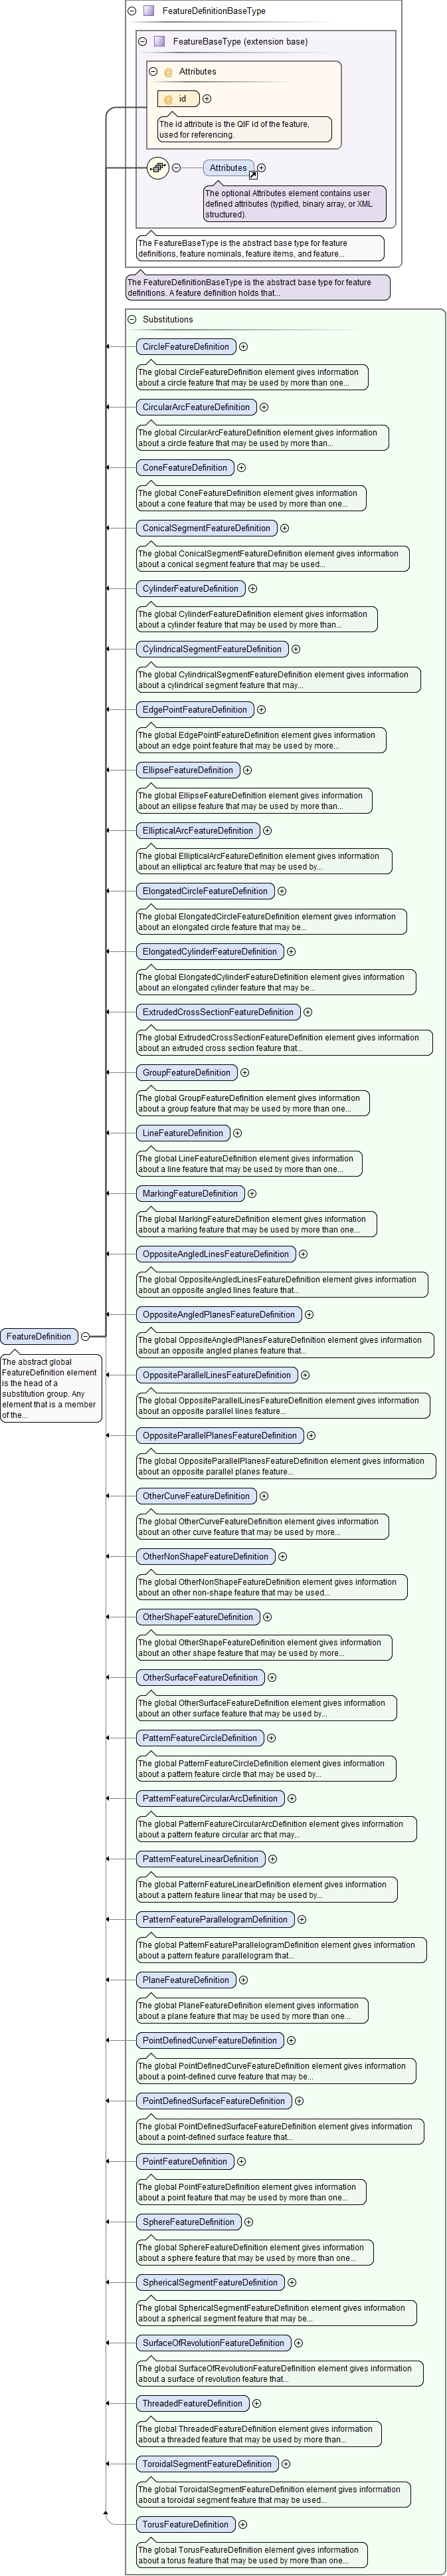 FeatureDefinitionBaseType
FeatureBaseType (extension base)
@ Attributes
@ id
The id attribute is the QIF id of the feature,
used for referencing.
Attributes
The optional Attributes element contains user
defined attributes (typified, binary array, or XML
structured).
The FeatureBaseType is the abstract base type for feature
definitions, feature nominals, feature items, and feature...
The FeatureDefinitionBaseType is the abstract base type for feature
definitions. A feature definition holds that...
Substitutions
CircleFeatureDefinition
The global CircleFeatureDefinition element gives information
about a circle feature that may be used by more than one...
CircularArcFeatureDefinition
The global CircularArcFeatureDefinition element gives information
about a circle feature that may be used by more than...
ConeFeatureDefinition
The global ConeFeatureDefinition element gives information
about a cone feature that may be used by more than one...
ConicalSegmentFeatureDefinition
The global ConicalSegmentFeatureDefinition element gives information
about a conical segment feature that may be used...
CylinderFeatureDefinition
The global CylinderFeatureDefinition element gives information
about a cylinder feature that may be used by more than...
CylindricalSegmentFeatureDefinition
The global CylindricalSegmentFeatureDefinition element gives information
about a cylindrical segment feature that may...
EdgePointFeatureDefinition
The global EdgePointFeatureDefinition element gives information
about an edge point feature that may be used by more...
EllipseFeatureDefinition
The global EllipseFeatureDefinition element gives information
about an ellipse feature that may be used by more than...
EllipticalArcFeatureDefinition
The global EllipticalArcFeatureDefinition element gives information
about an elliptical arc feature that may be used by...
ElongatedCircleFeatureDefinition
The global ElongatedCircleFeatureDefinition element gives information
about an elongated circle feature that may be...
ElongatedCylinderFeatureDefinition
The global ElongatedCylinderFeatureDefinition element gives information
about an elongated cylinder feature that may be...
ExtrudedCrossSectionFeatureDefinition
The global ExtrudedCrossSectionFeatureDefinition element gives information
about an extruded cross section feature that...
GroupFeatureDefinition
The global GroupFeatureDefinition element gives information
about a group feature that may be used by more than one...
LineFeatureDefinition
The global LineFeatureDefinition element gives information
about a line feature that may be used by more than one...
MarkingFeatureDefinition
The global MarkingFeatureDefinition element gives information
about a marking feature that may be used by more than one...
OppositeAngledLinesFeatureDefinition
The global OppositeAngledLinesFeatureDefinition element gives information
about an opposite angled lines feature that...
FeatureDefinition
The abstract global
FeatureDefinition element
is the head of a
substitution group. Any
element that is a member
of the...
OppositeAngledPlanesFeatureDefinition
The global OppositeAngledPlanesFeatureDefinition element gives information
about an opposite angled planes feature that...
OppositeParallelLinesFeatureDefinition
The global OppositeParallelLinesFeatureDefinition element gives information
about an opposite parallel lines feature...
OppositeParallelPlanesFeatureDefinition
The global OppositeParallelPlanesFeatureDefinition element gives information
about an opposite parallel planes feature...
OtherCurveFeatureDefinition
The global OtherCurveFeatureDefinition element gives information
about an other curve feature that may be used by more...
OtherNonShapeFeatureDefinition
The global OtherNonShapeFeatureDefinition element gives information
about an other non-shape feature that may be used...
OtherShapeFeatureDefinition
The global OtherShapeFeatureDefinition element gives information
about an other shape feature that may be used by more...
OtherSurfaceFeatureDefinition
The global OtherSurfaceFeatureDefinition element gives information
about an other surface feature that may be used by...
PatternFeatureCircleDefinition
The global PatternFeatureCircleDefinition element gives information
about a pattern feature circle that may be used by...
PatternFeatureCircularArcDefinition
The global PatternFeatureCircularArcDefinition element gives information
about a pattern feature circular arc that may...
PatternFeatureLinearDefinition
The global PatternFeatureLinearDefinition element gives information
about a pattern feature linear that may be used by...
PatternFeatureParallelogramDefinition
The global PatternFeatureParallelogramDefinition element gives information
about a pattern feature parallelogram that...
PlaneFeatureDefinition
The global PlaneFeatureDefinition element gives information
about a plane feature that may be used by more than one...
PointDefinedCurveFeatureDefinition
The global PointDefinedCurveFeatureDefinition element gives information
about a point-defined curve feature that may be...
PointDefinedSurfaceFeatureDefinition
The global PointDefinedSurfaceFeatureDefinition element gives information
about a point-defined surface feature that...
PointFeatureDefinition
The global PointFeatureDefinition element gives information
about a point feature that may be used by more than one...
SphereFeatureDefinition
The global SphereFeatureDefinition element gives information
about a sphere feature that may be used by more than one...
SphericalSegmentFeatureDefinition
The global SphericalSegmentFeatureDefinition element gives information
about a spherical segment feature that may be...
SurfaceOfRevolutionFeatureDefinition
The global SurfaceOfRevolutionFeatureDefinition element gives information
about a surface of revolution feature that...
ThreadedFeatureDefinition
The global ThreadedFeatureDefinition element gives information
about a threaded feature that may be used by more than...
ToroidalSegmentFeatureDefinition
The global ToroidalSegmentFeatureDefinition element gives information
about a toroidal segment feature that may be used...
TorusFeatureDefinition
The global TorusFeatureDefinition element gives information
about a torus feature that may be used by more than one...